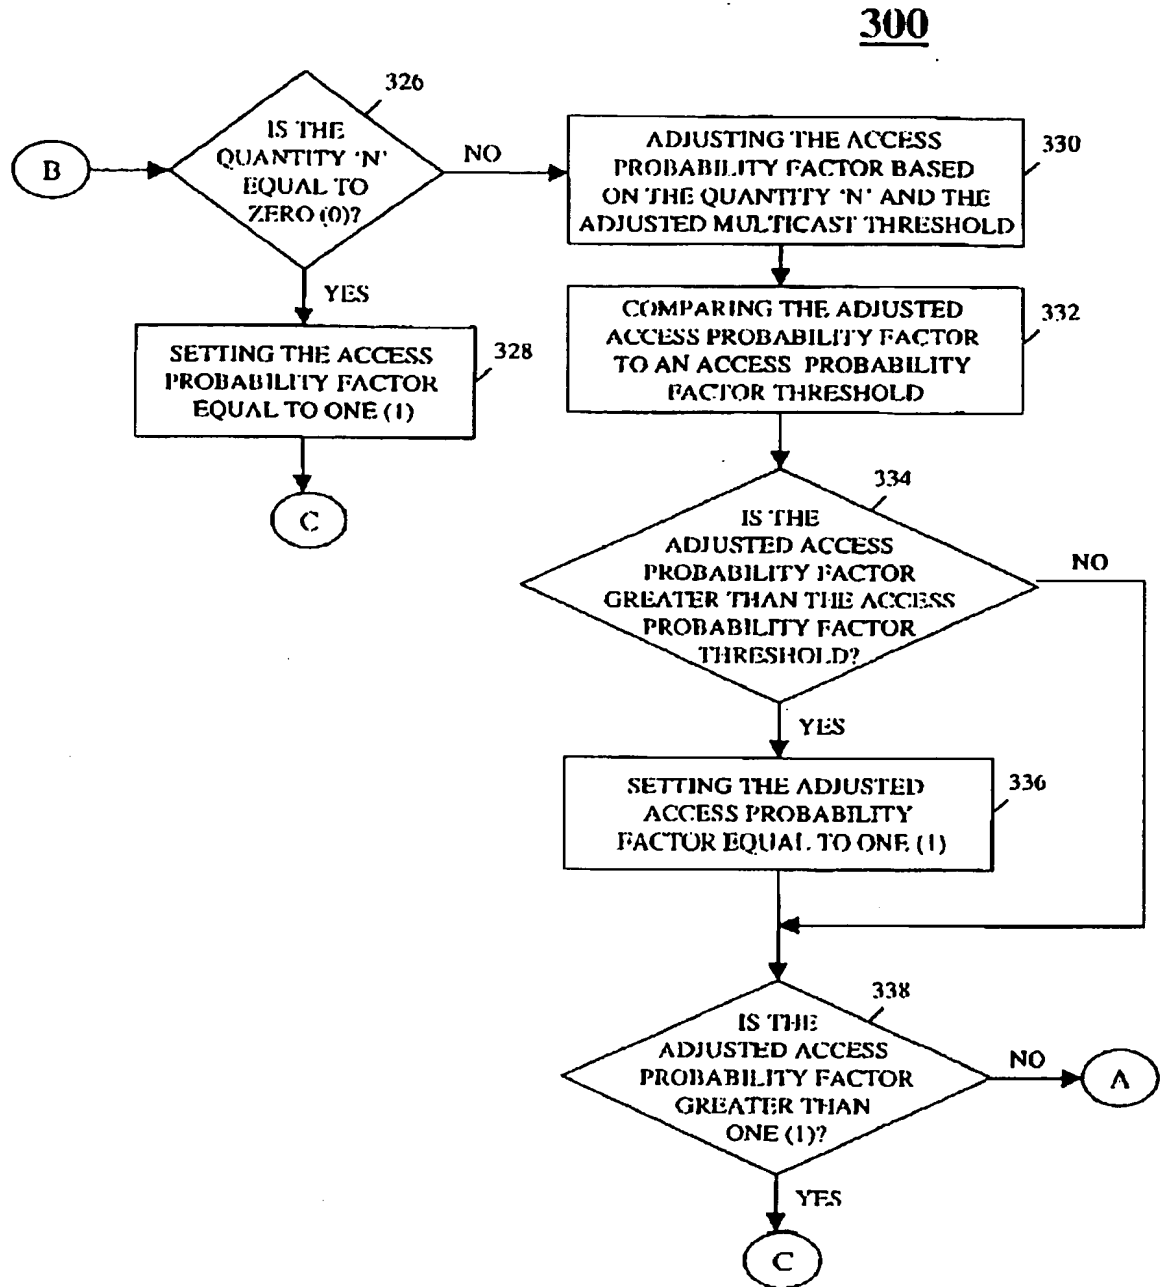 300
326
IS THE
QUANTITY 'N'
EQUAL TO
ZERO (0)?
B
NO
YES
ADJUSTING THE ACCESS
PROBABILITY FACTOR BASED
ON THE QUANTITY 'N' AND THE
ADJUSTED MULTICAST THRESHOLD
330
SETTING THE ACCESS
PROBABILITY FACTOR
EQUAL TO ONE (1)
328
C
COMPARING THE ADJUSTED
ACCESS PROBABILITY FACTOR
TO AN ACCESS PROBABILITY
FACTOR THRESHOLD
332
334
IS THE
ADJUSTED ACCESS
PROBABILITY FACTOR
GREATER THAN THE ACCESS
PROBABILITY FACTOR
THRESHOLD?
NO
YES
SETTING THE ADJUSTED
ACCESS PROBABILITY
FACTOR EQUAL TO ONE (1)
336
338
IS THE
ADJUSTED ACCESS
PROBABILITY FACTOR
GREATER THAN
ONE (1)?
NO
A
YES
C